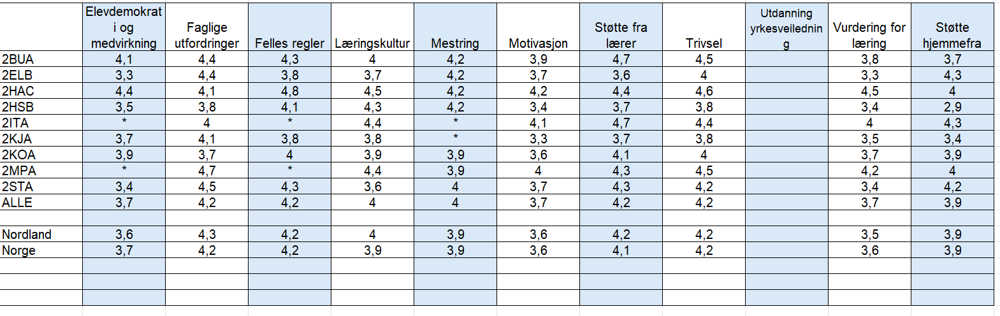 Elevdemokrat
i og
medvirkning Faglige
utfordringer Felles regler Læringskultur Mestring Motivasjon Støtte fra
lærer Trivsel Utdanning
yrkesveilednin
g Vurdering for
læring Støtte
hjemmefra
2BUA 4,1 4,4 4,3 4 4,2 3,9 4,7 4,5 3,8 3,7
2ELB 3,3 4,4 3,8 3,7 4,2 3,7 3,6 4 3,3 4,3
2HAC 4,4 4,1 4,8 4,5 4,2 4,2 4,4 4,6 4,5 4
2HSB 3,5 3,8 4,1 4,3 4,2 3,4 3,7 3,8 3,4 2,9
2ITA * 4 * 4,4 * 4,1 4,7 4,4 4 4,3
2KJA 3,7 4,1 3,8 3,8 * 3,3 3,7 3,8 3,5 3,4
2KOA 3,9 3,7 4 3,9 3,9 3,6 4,1 4 3,7 3,9
2MPA * 4,7 * 4,4 3,9 4 4,3 4,5 4,2 4
2STA 3,4 4,5 4,3 3,6 4 3,7 4,3 4,2 3,4 4,2
ALLE 3,7 4,2 4,2 4 4 3,7 4,2 4,2 3,7 3,9
Nordland 3,6 4,3 4,2 4 3,9 3,6 4,2 4,2 3,5 3,9
Norge 3,7 4,2 4,2 3,9 3,9 3,6 4,1 4,2 3,6 3,9